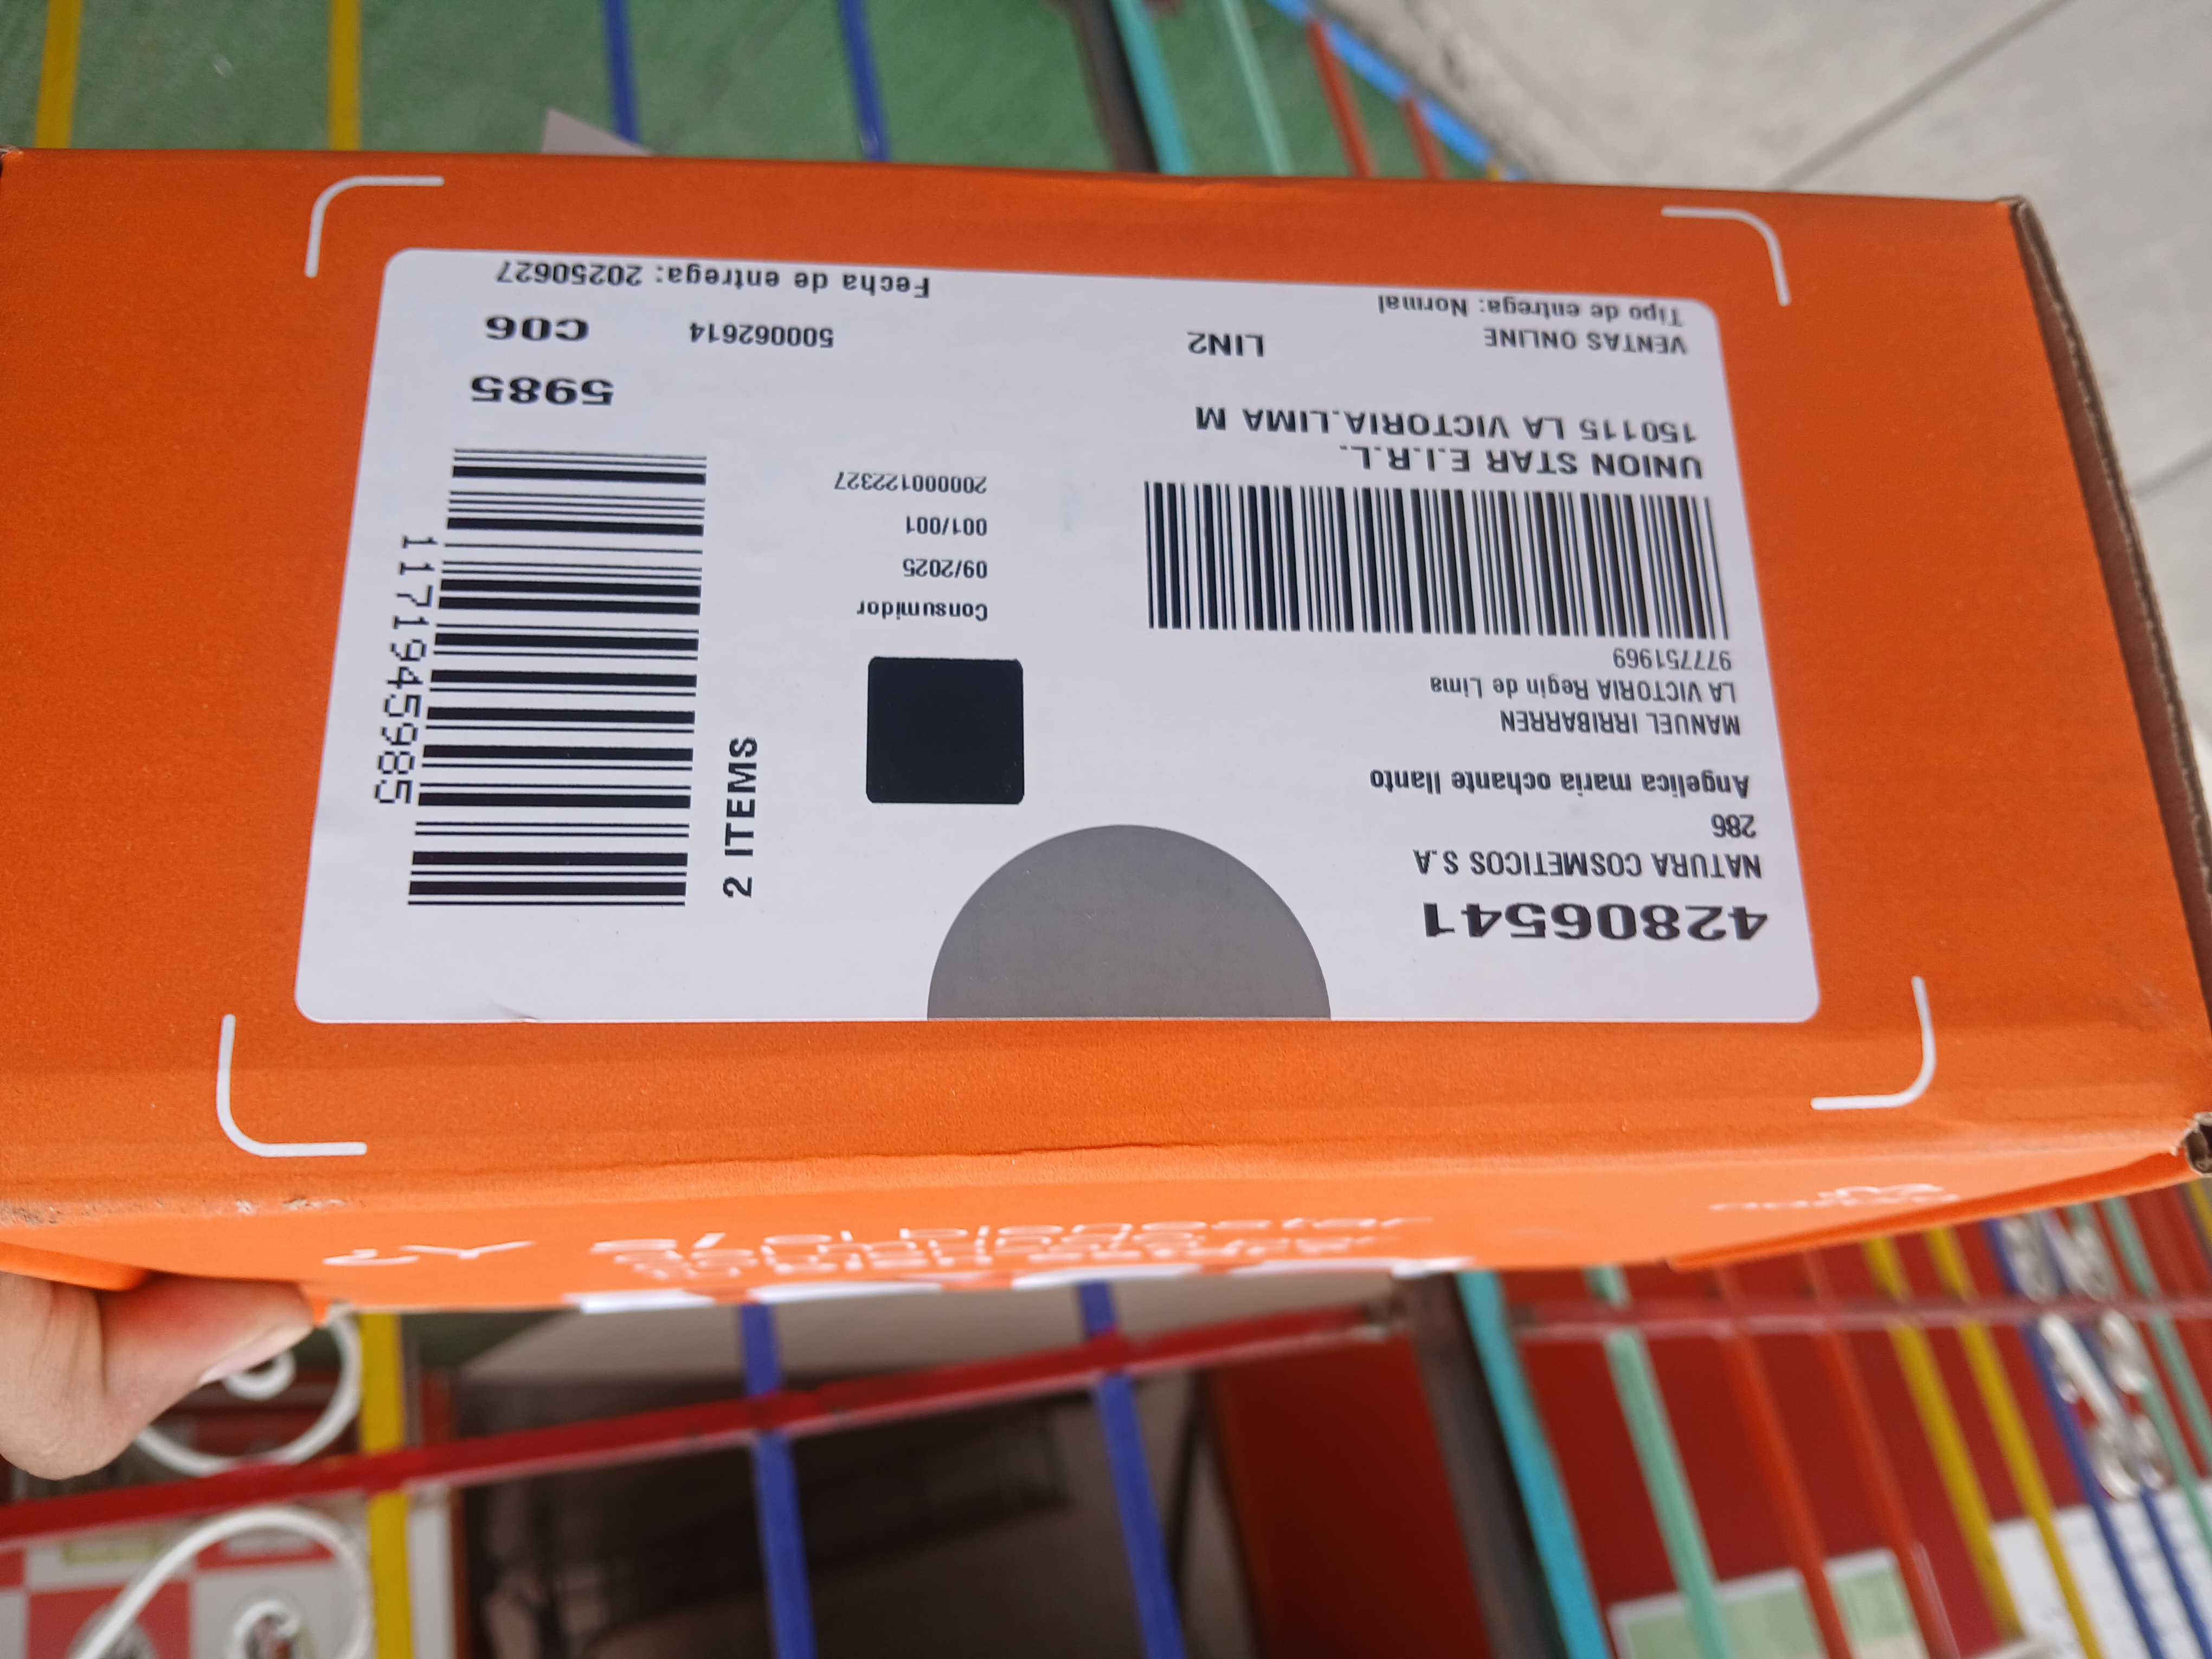 42806541
NATURA COSMETICOS S.A
286
Angelica maria ochante llanto
MANUEL IRRIBARREN
LA VICTORIA Regin de Lima
977751969
UNION STAR E.I.R.L.
150115 LA VICTORIA.LIMA M
VENTAS ONLINE
LIN2
Tipo de entrega: Normal
Consumidor
09/2025
001/001
200000122327
2 ITEMS
1171945985
5985
500062614
C06
Fecha de entrega: 20250627